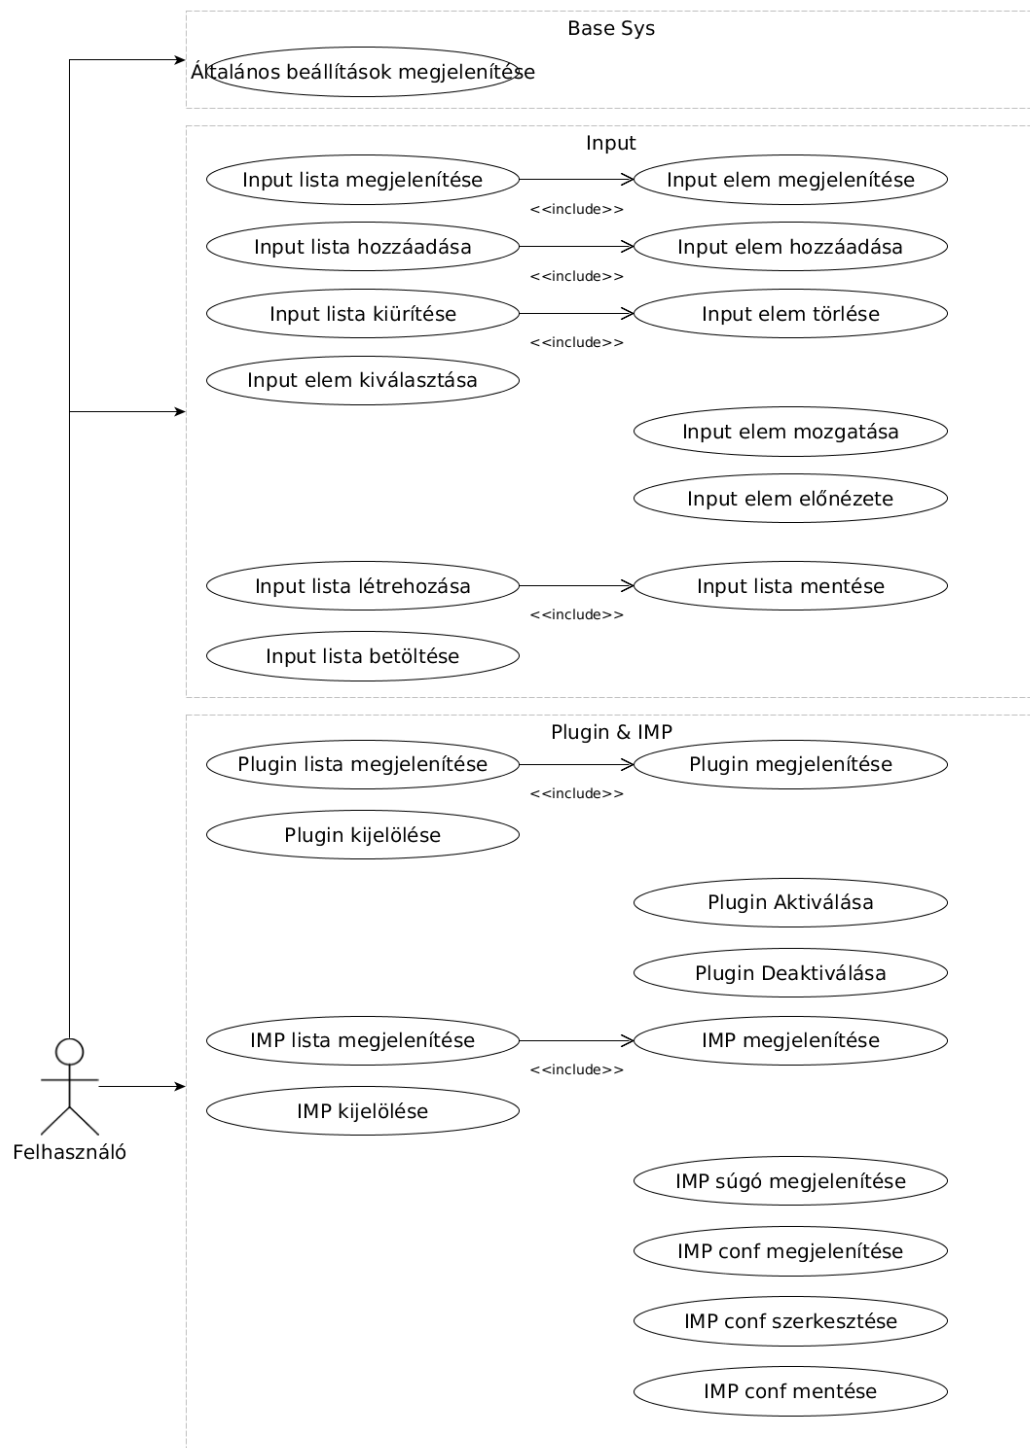 Base Sys
Általános beállítások megjelenítése
Input
Input lista megjelenítése
Input elem megjelenítése
<<include>>
Input lista hozzáadása
Input elem hozzáadása
<<include>>
Input lista kiürítése
Input elem törlése
<<include>>
Input elem kiválasztása
Input elem mozgatása
Input elem előnézete
Input lista létrehozása
Input lista mentése
<<include>>
Input lista betöltése
Plugin & IMP
Plugin lista megjelenítése
Plugin megjelenítése
<<include>>
Plugin kijelölése
Plugin Aktiválása
Plugin Deaktiválása
IMP lista megjelenítése
IMP megjelenítése
<<include>>
IMP kijelölése
Felhasználó
IMP súgó megjelenítése
IMP conf megjelenítése
IMP conf szerkesztése
IMP conf mentése